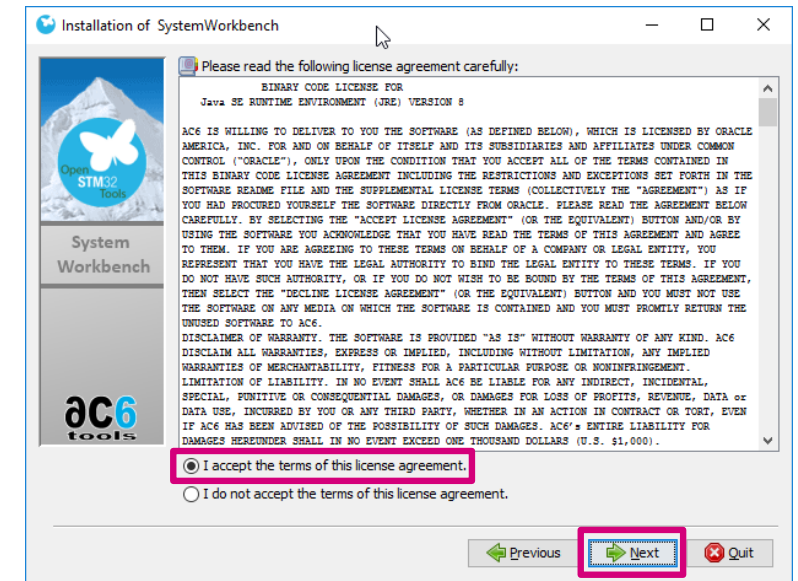 Installation of SystemWorkbench
Please read the following license agreement carefully:
BINARY CODE LICENSE FOR
Java SE RUNTIME ENVIRONMENT (JRE) VERSION 8
AC6 IS WILLING TO DELIVER TO YOU THE SOFTWARE (AS DEFINED BELOW), WHICH IS LICENSED BY ORACLE
AMERICA, INC. FOR AND ON BEHALF OF ITSELF AND ITS SUBSIDIARIES AND AFFILIATES UNDER COMMON
CONTROL ("ORACLE"), ONLY UPON THE CONDITION THAT YOU ACCEPT ALL OF THE TERMS CONTAINED IN
THIS BINARY CODE LICENSE AGREEMENT INCLUDING THE RESTRICTIONS AND EXCEPTIONS SET FORTH IN THE
SOFTWARE README FILE AND THE SUPPLEMENTAL LICENSE TERMS (COLLECTIVELY THE "AGREEMENT") AS IF
YOU HAD PROCURED YOURSELF THE SOFTWARE DIRECTLY FROM ORACLE. PLEASE READ THE AGREEMENT BELOW
CAREFULLY. BY SELECTING THE "ACCEPT LICENSE AGREEMENT" (OR THE EQUIVALENT) BUTTON AND/OR BY
USING THE SOFTWARE YOU ACKNOWLEDGE THAT YOU HAVE READ THE TERMS OF THIS AGREEMENT AND AGREE
TO THEM. IF YOU ARE AGREEING TO THESE TERMS ON BEHALF OF A COMPANY OR LEGAL ENTITY, YOU
REPRESENT THAT YOU HAVE THE LEGAL AUTHORITY TO BIND THE LEGAL ENTITY TO THESE TERMS. IF YOU
DO NOT HAVE SUCH AUTHORITY, OR IF YOU DO NOT WISH TO BE BOUND BY THE TERMS OF THIS AGREEMENT,
THEN SELECT THE "DECLINE LICENSE AGREEMENT" (OR THE EQUIVALENT) BUTTON AND YOU MUST NOT USE
THE SOFTWARE ON ANY MEDIA ON WHICH THE SOFTWARE IS CONTAINED AND YOU MUST PROMTLY RETURN THE
UNUSED SOFTWARE TO AC6.
DISCLAIMER OF WARRANTY. THE SOFTWARE IS PROVIDED "AS IS" WITHOUT WARRANTY OF ANY KIND. AC6
DISCLAIM ALL WARRANTIES, EXPRESS OR IMPLIED, INCLUDING WITHOUT LIMITATION, ANY IMPLIED
WARRANTIES OF MERCHANTABILITY, FITNESS FOR A PARTICULAR PURPOSE OR NONINFRINGEMENT.
LIMITATION OF LIABILITY. IN NO EVENT SHALL AC6 BE LIABLE FOR ANY INDIRECT, INCIDENTAL,
SPECIAL, PUNITIVE OR CONSEQUENTIAL DAMAGES, OR DAMAGES FOR LOSS OF PROFITS, REVENUE, DATA or
DATA USE, INCURRED BY YOU OR ANY THIRD PARTY, WHETHER IN AN ACTION IN CONTRACT OR TORT, EVEN
IF AC6 HAS BEEN ADVISED OF THE POSSIBILITY OF SUCH DAMAGES. AC6's ENTIRE LIABILITY FOR
DAMAGES HEREUNDER SHALL IN NO EVENT EXCEED ONE THOUSAND DOLLARS (U.S. $1,000).
Open
STM32
Tools
System
Workbench
ac6
tools
I accept the terms of this license agreement.
I do not accept the terms of this license agreement.
Previous
Next
Quit